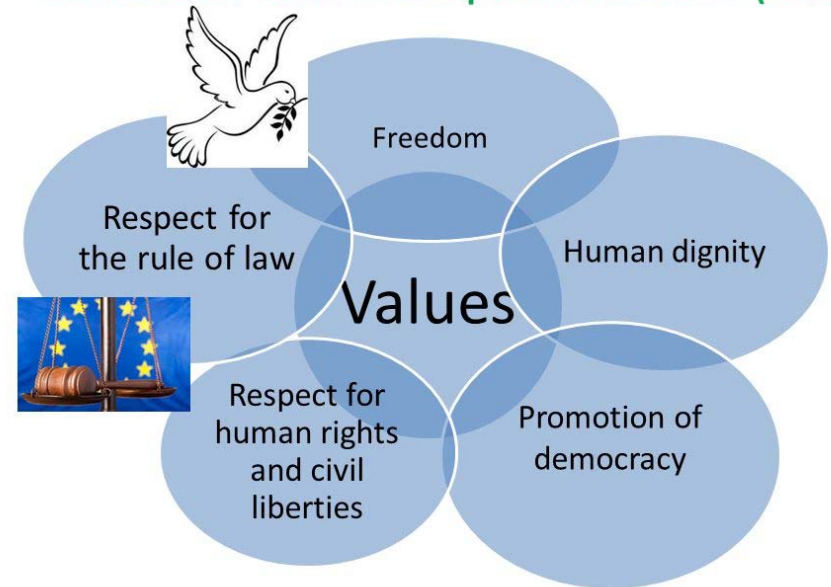 Freedom
Respect for
the rule of law
Human dignity
Values
Respect for
human rights
and civil
liberties
Promotion of
democracy